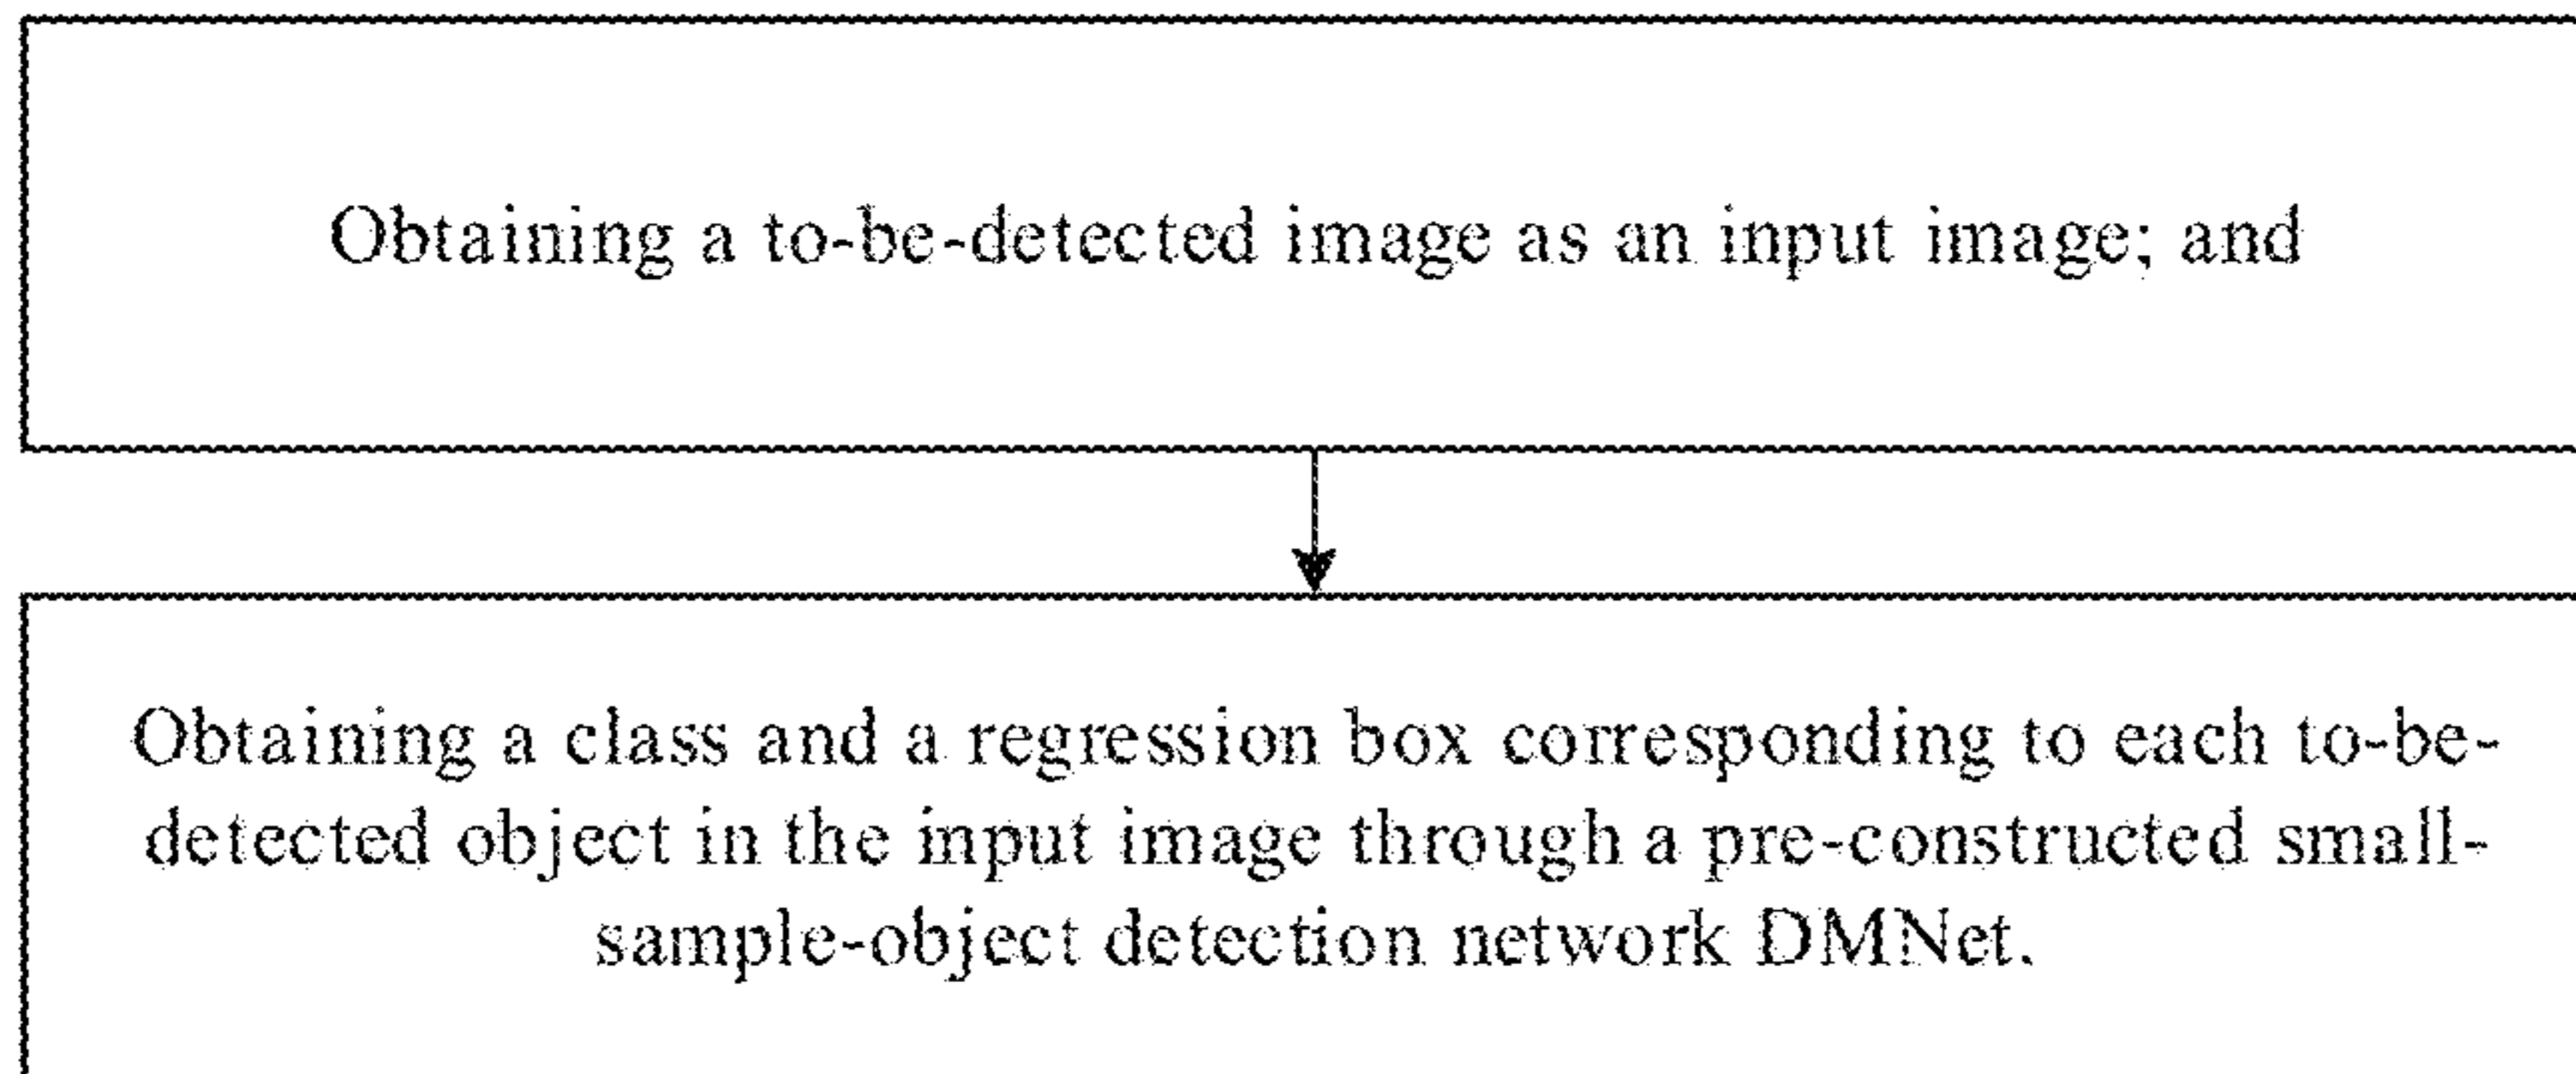 Obtaining a to-be-detected image as an input image; and
Obtaining a class and a regression box corresponding to each to-be-
detected object in the input image through a pre-constructed small-
sample-object detection network DMNet.